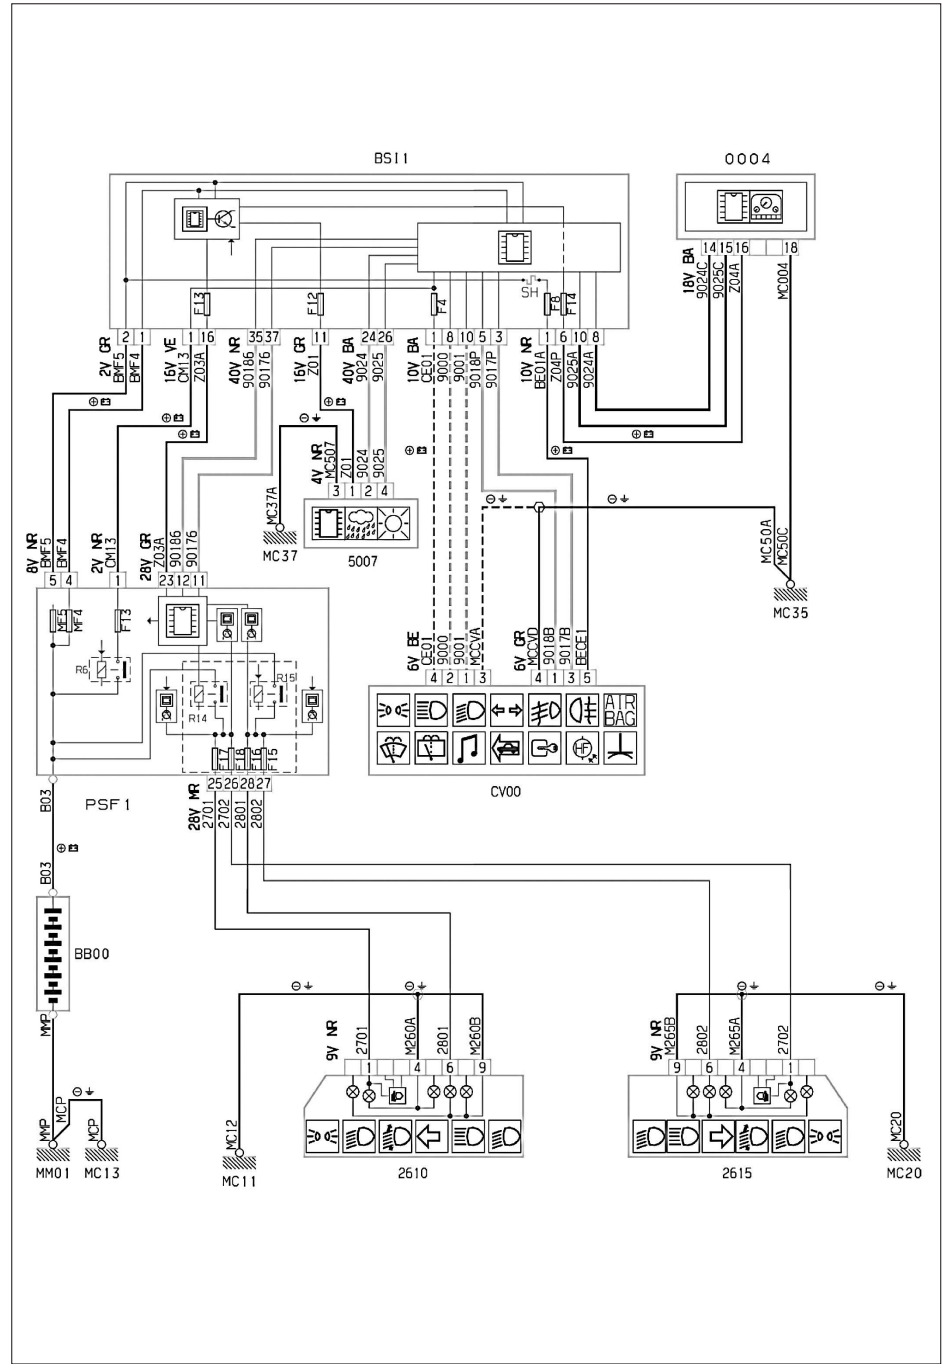 BSI1
0004
14 15 16 18
18V BA
9024C
9025C
Z04A
MC004
F13
F12
F4
SH
F8
F14
2 1 1 16 35 37 11 24 26 1 8 10 5 3 1 6 10 8
2V GR
BMF5
BMF4
16V VE
CM13
Z03A
40V NR
90186
90176
16V GR
Z01
40V BA
9024
9025
10V BA
CE01
9000
9001
9018P
9017P
10V NR
BE01A
Z04P
9025A
9024A
4V NR
MC507
Z01
9024
9025
3 1 2 4
MC37A
MC37
5007
MC50A
MC50C
MC35
8V NR
BMF5
BMF4
2V NR
CM13
28V GR
Z03A
90186
90176
5 4 1 23 12 11
MF5
MF4
F13
R6
R14
R15
F17
F18
F16
F15
25 26 28 27
PSF1
28V MR
2701
2702
2801
2802
6V BE
CE01
9000
9001
MCCVA
6V GR
MCCVD
9018B
9017B
BECE1
4 2 1 3 4 1 3 5
AIR
BAG
HF
CV00
B03
B03
BB00
MMP
MMP
MCP
MCP
MM01
MC13
9V NR
2701
M260A
2801
M260B
1 4 6 9
MC12
MC11
2610
9V NR
M265B
2802
M265A
2702
9 6 4 1
MC20
MC20
2615